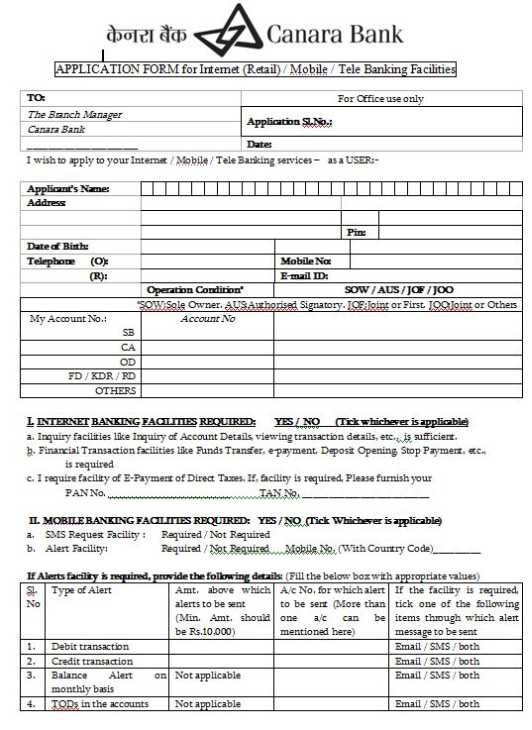 केनरा बैंक Canara Bank
APPLICATION FORM for Internet (Retail) / Mobile / Tele Banking Facilities
TO: For Office use only
The Branch Manager
Canara Bank
Application Sl.No.:
Date:
I wish to apply to your Internet / Mobile / Tele Banking services – as a USER:-
Applicant's Name:
Address
Pin:
Date of Birth:
Telephone (O): Mobile No:
(R): E-mail ID:
Operation Condition* SOW / AUS / JOF / JOO
*SOW:Sole Owner, AUS:Authorised Signatory, JOF:Joint or First, JOO:Joint or Others
My Account No.: Account No
SB
CA
OD
FD / KDR / RD
OTHERS
I. INTERNET BANKING FACILITIES REQUIRED: YES / NO (Tick whichever is applicable)
a. Inquiry facilities like Inquiry of Account Details, viewing transaction details, etc., is sufficient.
b. Financial Transaction facilities like Funds Transfer, e-payment, Deposit Opening, Stop Payment, etc.,
is required
c. I require facility of E-Payment of Direct Taxes. If, facility is required, Please furnish your
PAN No. TAN No.
II. MOBILE BANKING FACILITIES REQUIRED: YES / NO (Tick Whichever is applicable)
a. SMS Request Facility : Required / Not Required
b. Alert Facility: Required / Not Required Mobile No. (With Country Code)
If Alerts facility is required, provide the following details: (Fill the below box with appropriate values)
Sl. No Type of Alert Amt. above which alerts to be sent (Min. Amt. should be Rs.10,000) A/C No. for which alert to be sent (More than one a/c can be mentioned here) If the facility is required, tick one of the following items through which alert message to be sent
1. Debit transaction Email / SMS / both
2. Credit transaction Email / SMS / both
3. Balance Alert on monthly basis Not applicable Email / SMS / both
4. TODs in the accounts Not applicable Email / SMS / both